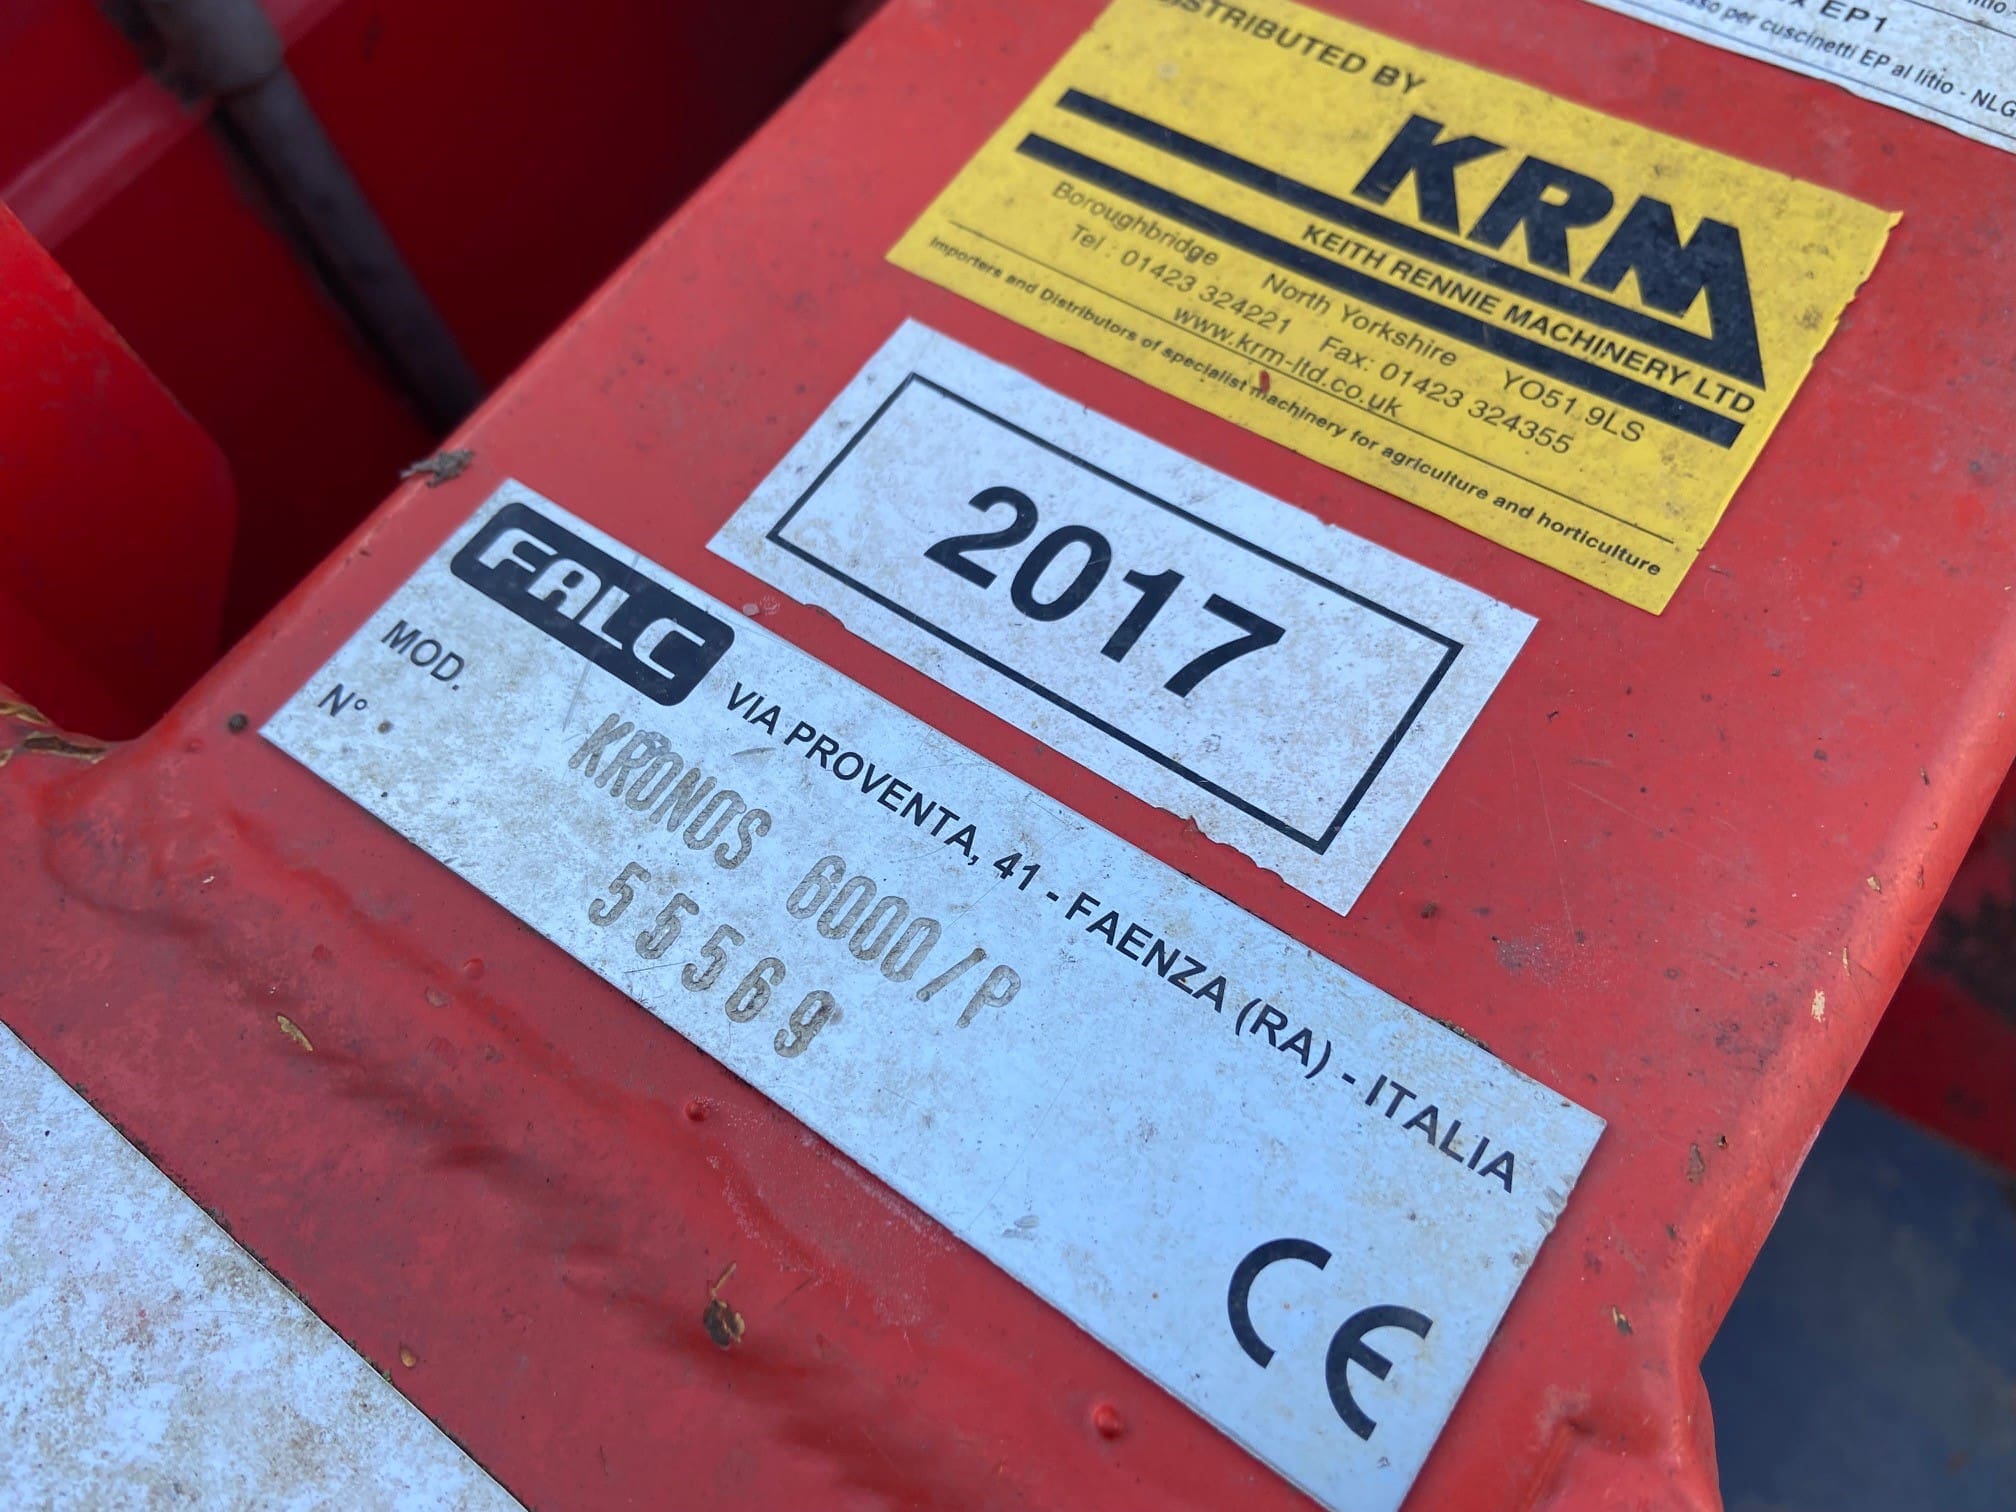 EP1
per cuscinetti EP al litio - NLG
DISTRIBUTED BY
KRM
KEITH RENNIE MACHINERY LTD
Boroughbridge North Yorkshire YO51 9LS
Tel : 01423 324221 Fax: 01423 324355
www.krm-ltd.co.uk
Importers and Distributors of specialist machinery for agriculture and horticulture
2017
FALC VIA PROVENTA, 41 - FAENZA (RA) - ITALIA
MOD. KRONOS 6000/P
N° 55569
CE